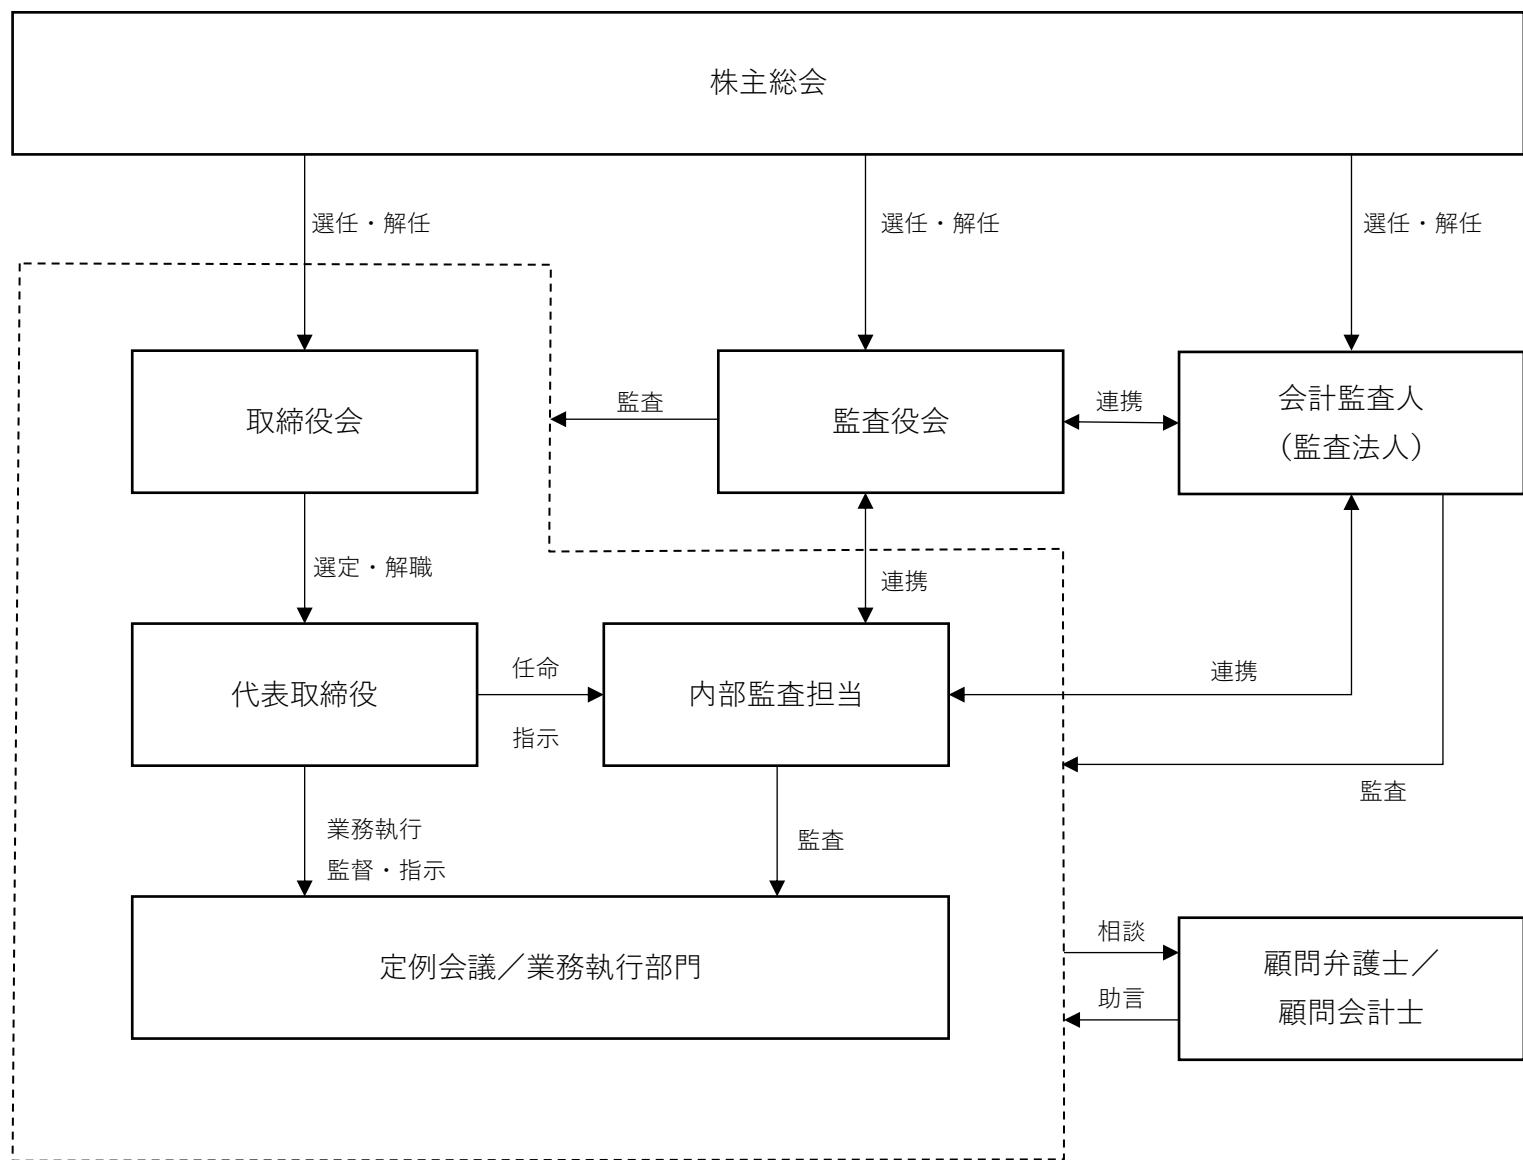 株主総会
選任・解任
選任・解任
選任・解任
取締役会
監査
監査役会
連携
会計監査人
（監査法人）
選定・解職
連携
代表取締役
任命
指示
内部監査担当
連携
監査
業務執行
監督・指示
監査
定例会議／業務執行部門
相談
助言
顧問弁護士／
顧問会計士